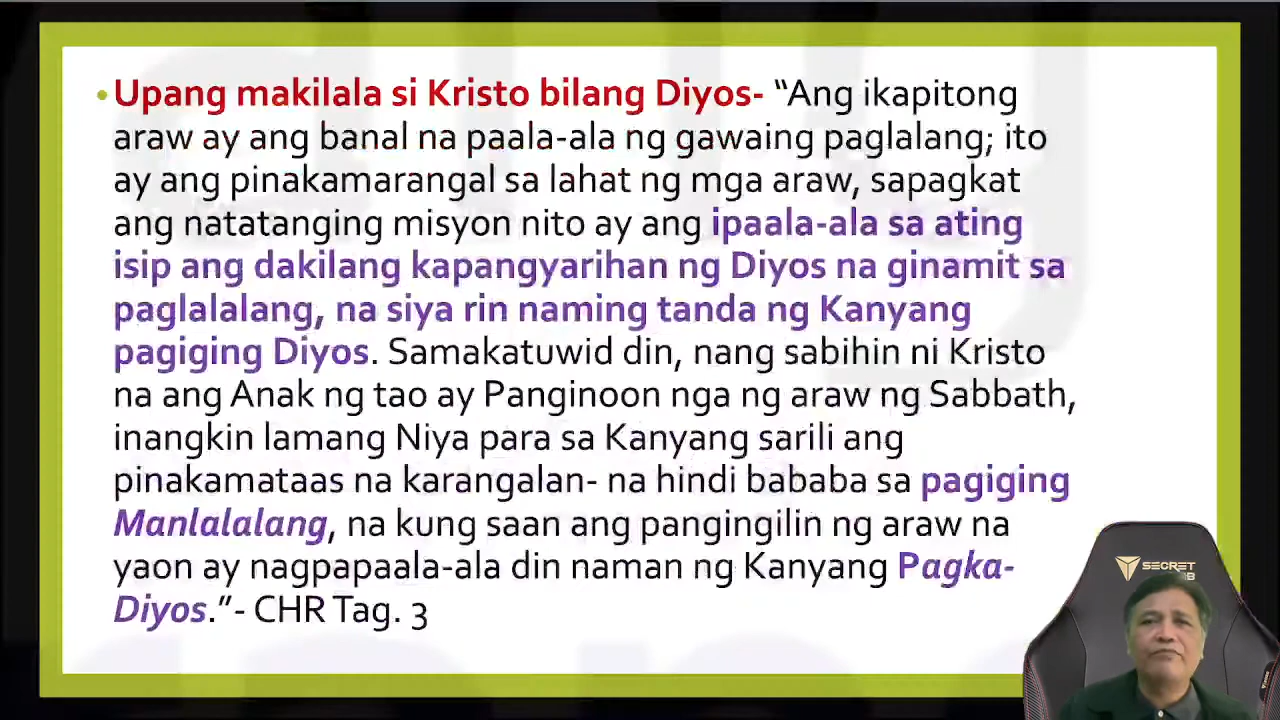 • Upang makilala si Kristo bilang Diyos- “Ang ikapitong
araw ay ang banal na paala-ala ng gawaing paglalang; ito
ay ang pinakamarangal sa lahat ng mga araw, sapagkat
ang natatanging misyon nito ay ang ipaala-ala sa ating
isip ang dakilang kapangyarihan ng Diyos na ginamit sa
paglalalang, na siya rin naming tanda ng Kanyang
pagiging Diyos. Samakatuwid din, nang sabihin ni Kristo
na ang Anak ng tao ay Panginoon nga ng araw ng Sabbath,
inangkin lamang Niya para sa Kanyang sarili ang
pinakamataas na karangalan- na hindi bababa sa pagiging
Manlalalang, na kung saan ang pangingilin ng araw na
yaon ay nagpapaala-ala din naman ng Kanyang Pagka-
Diyos.”- CHR Tag. 3
SECRET